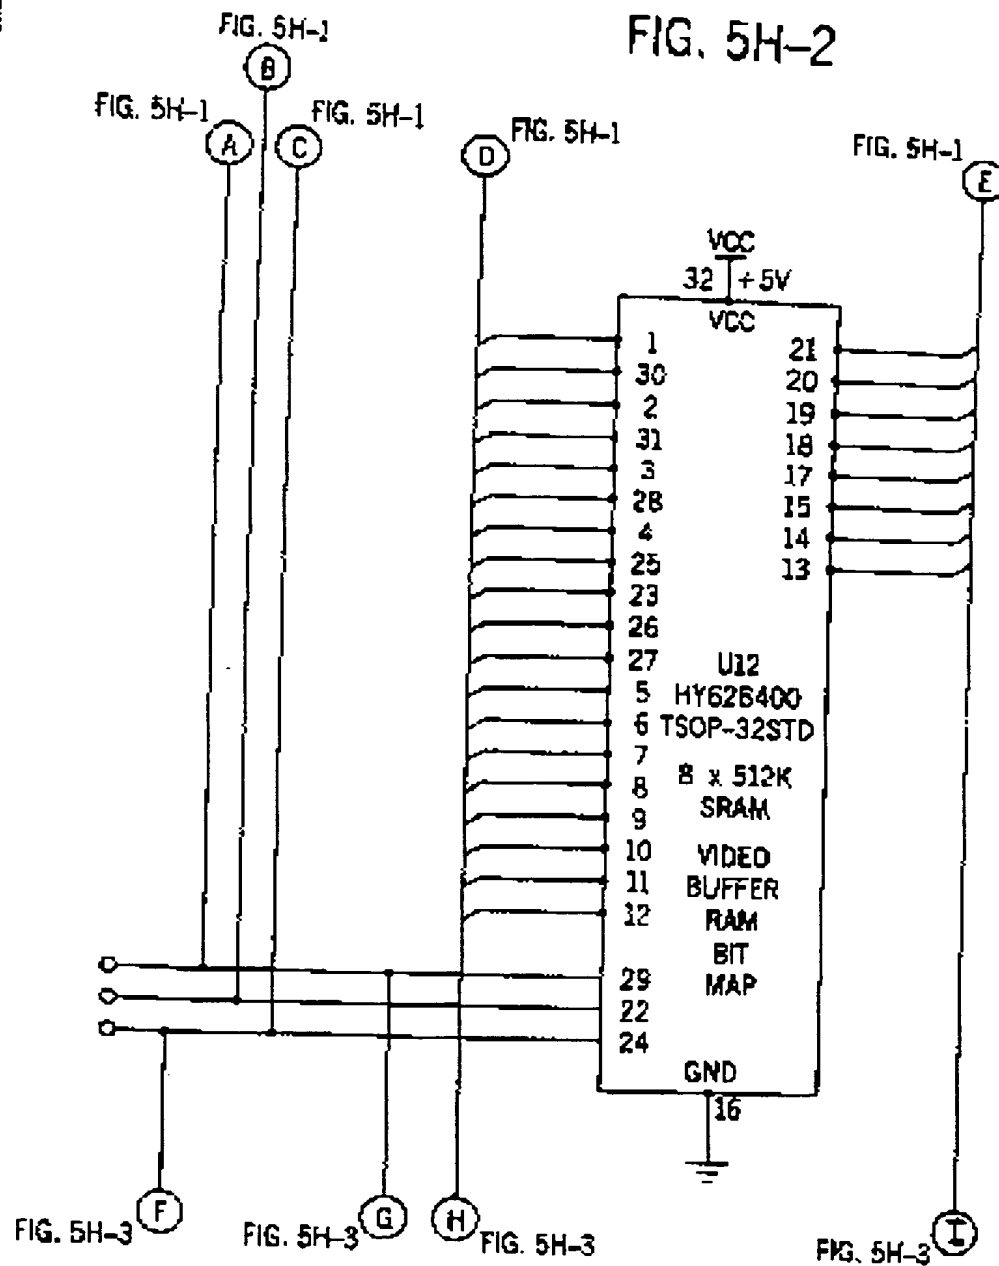 FIG. 5H-2
FIG. 5H-1
B
FIG. 5H-1
A
C
FIG. 5H-1
D
FIG. 5H-1
FIG. 5H-1
E
VCC
32 +5V
VCC
1
30
2
31
3
28
4
25
23
26
27
5
6
7
8
9
10
11
12
29
22
24
21
20
19
18
17
15
14
13
U12
HY628400
TSOP-32STD
8 x 512K
SRAM
VIDEO
BUFFER
RAM
BIT
MAP
GND
16
FIG. 5H-3
F
FIG. 5H-3
G
H
FIG. 5H-3
FIG. 5H-3
I